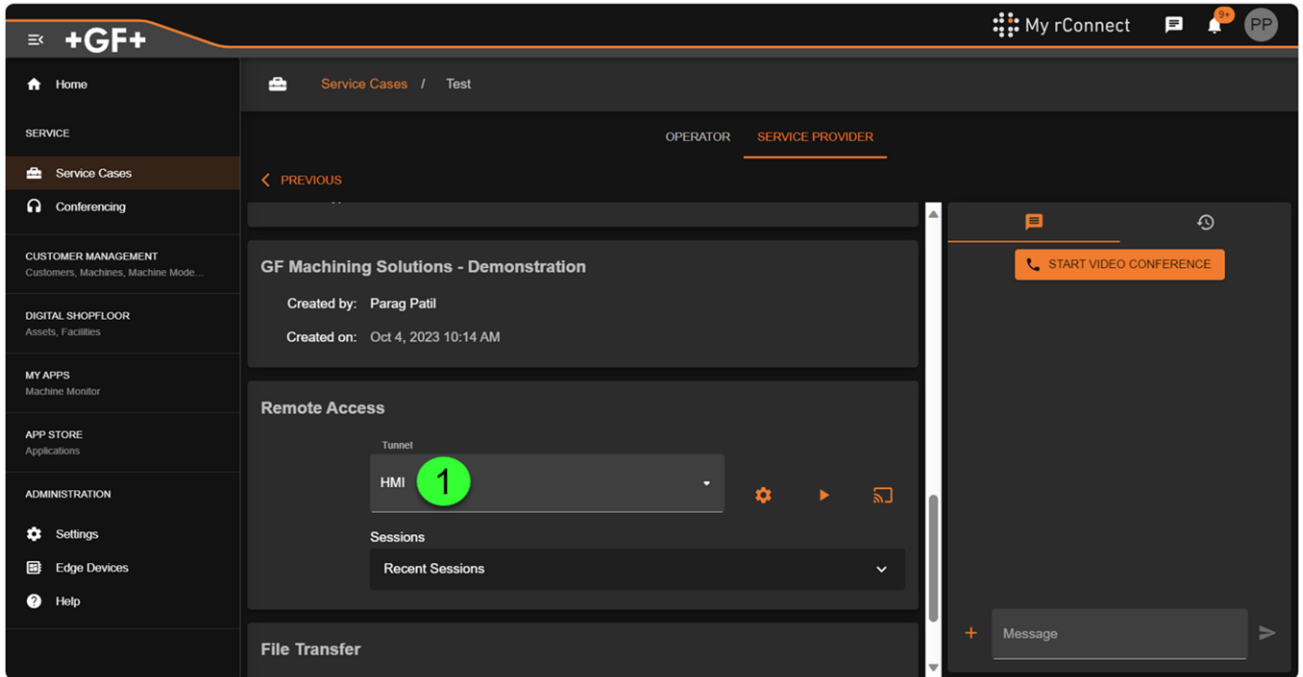 +GF+
My rConnect
9+
PP
Home
Service Cases / Test
SERVICE
OPERATOR SERVICE PROVIDER
Service Cases
PREVIOUS
Conferencing
START VIDEO CONFERENCE
CUSTOMER MANAGEMENT
Customers, Machines, Machine Mode...
GF Machining Solutions - Demonstration
Created by: Parag Patil
Created on: Oct 4, 2023 10:14 AM
DIGITAL SHOPFLOOR
Assets, Facilities
MY APPS
Machine Monitor
Remote Access
APP STORE
Applications
Tunnel
HMI 1
ADMINISTRATION
Settings
Sessions
Recent Sessions
Edge Devices
Help
Message
File Transfer